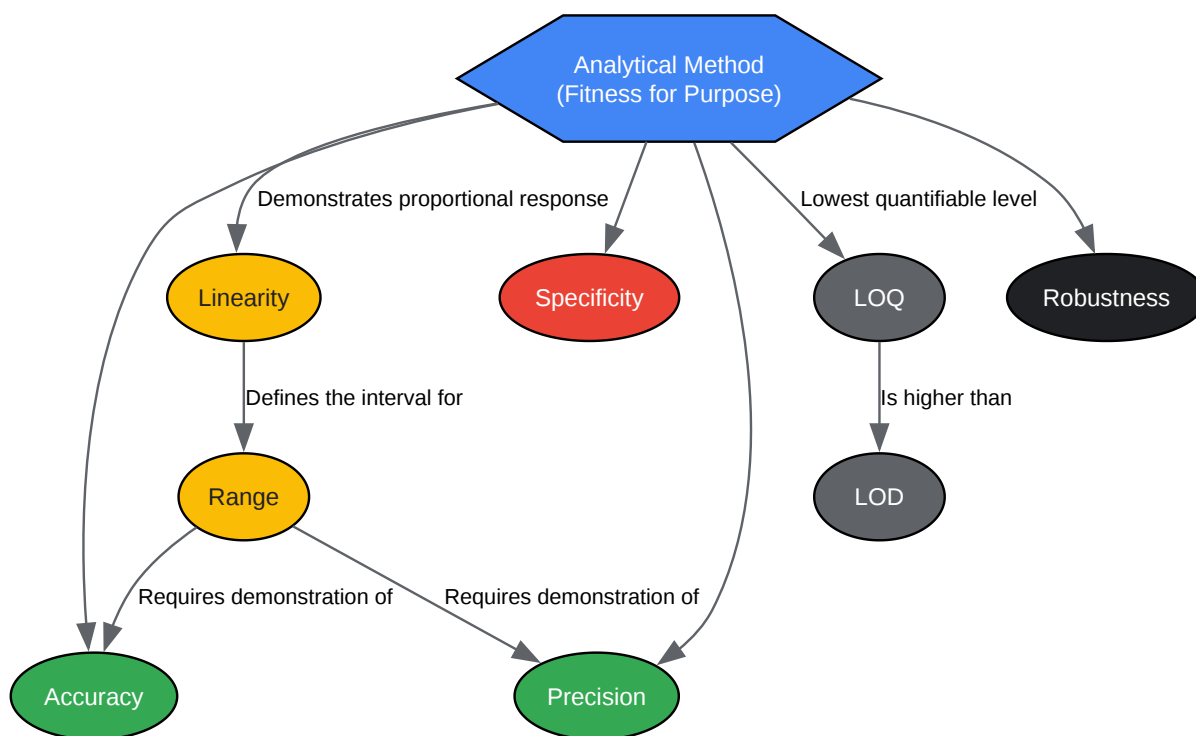 Analytical Method
(Fitness for Purpose)
Demonstrates proportional response
Lowest quantifiable level
Linearity
Specificity
LOQ
Robustness
Defines the interval for
Is higher than
Range
LOD
Requires demonstration of
Requires demonstration of
Accuracy
Precision